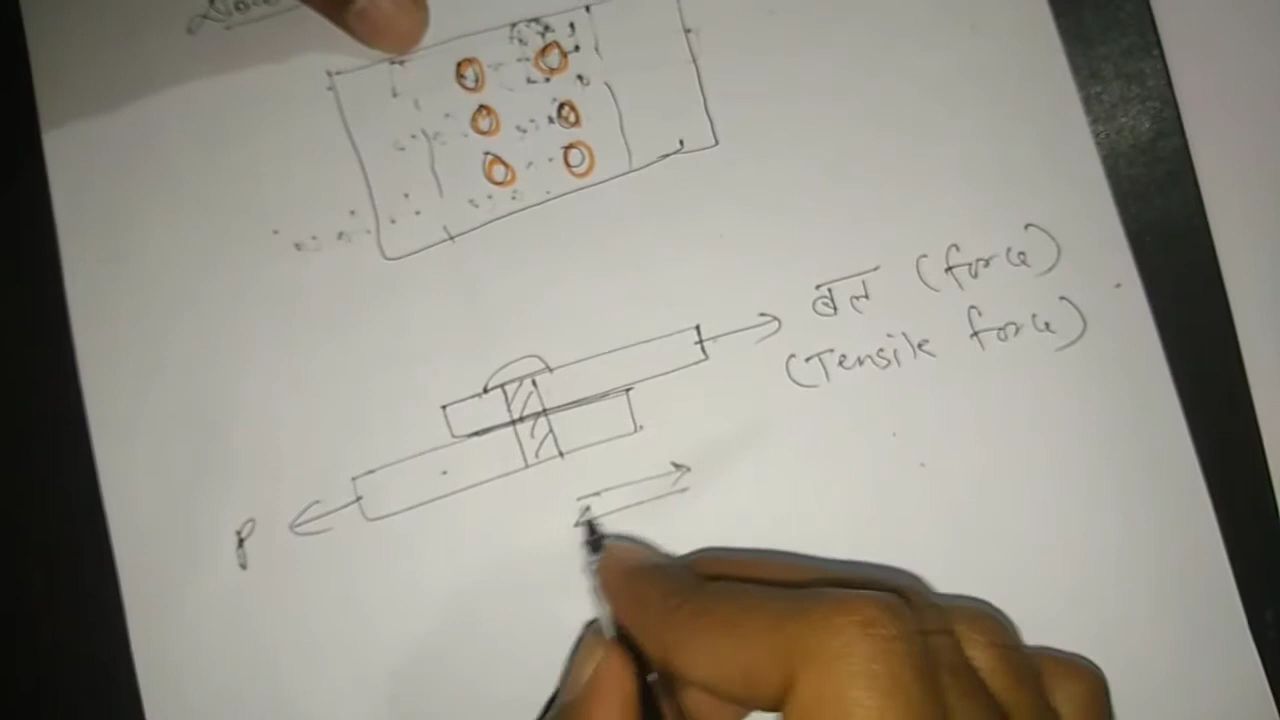 बल (force)
(Tensile force)
P